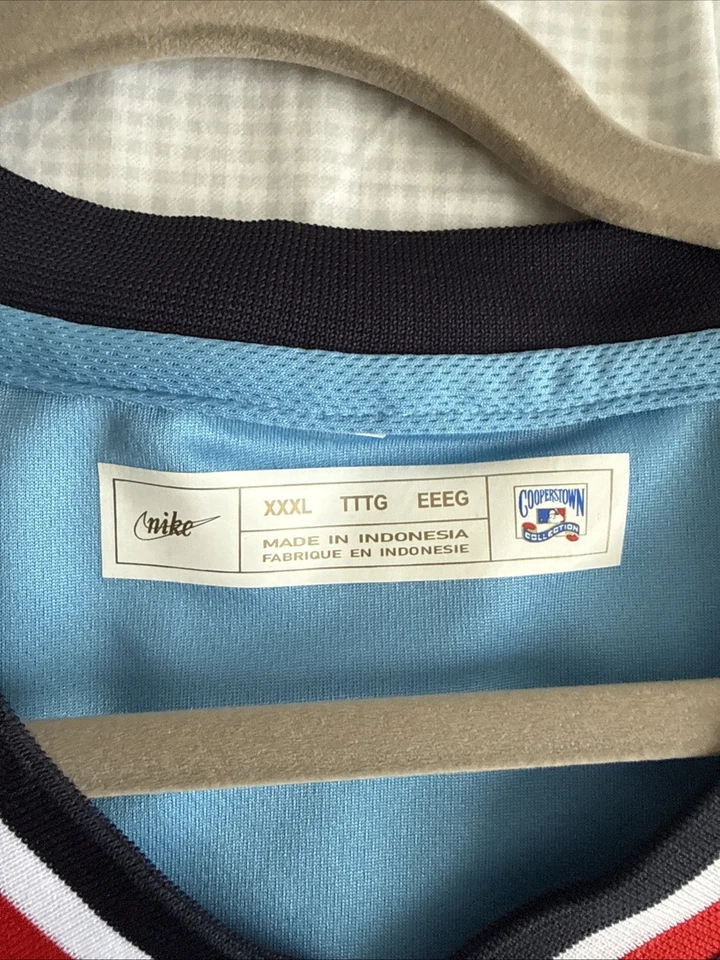 nike
XXXL TTTG EEEG
MADE IN INDONESIA
FABRIQUE EN INDONESIE
COOPERSTOWN
COLLECTION